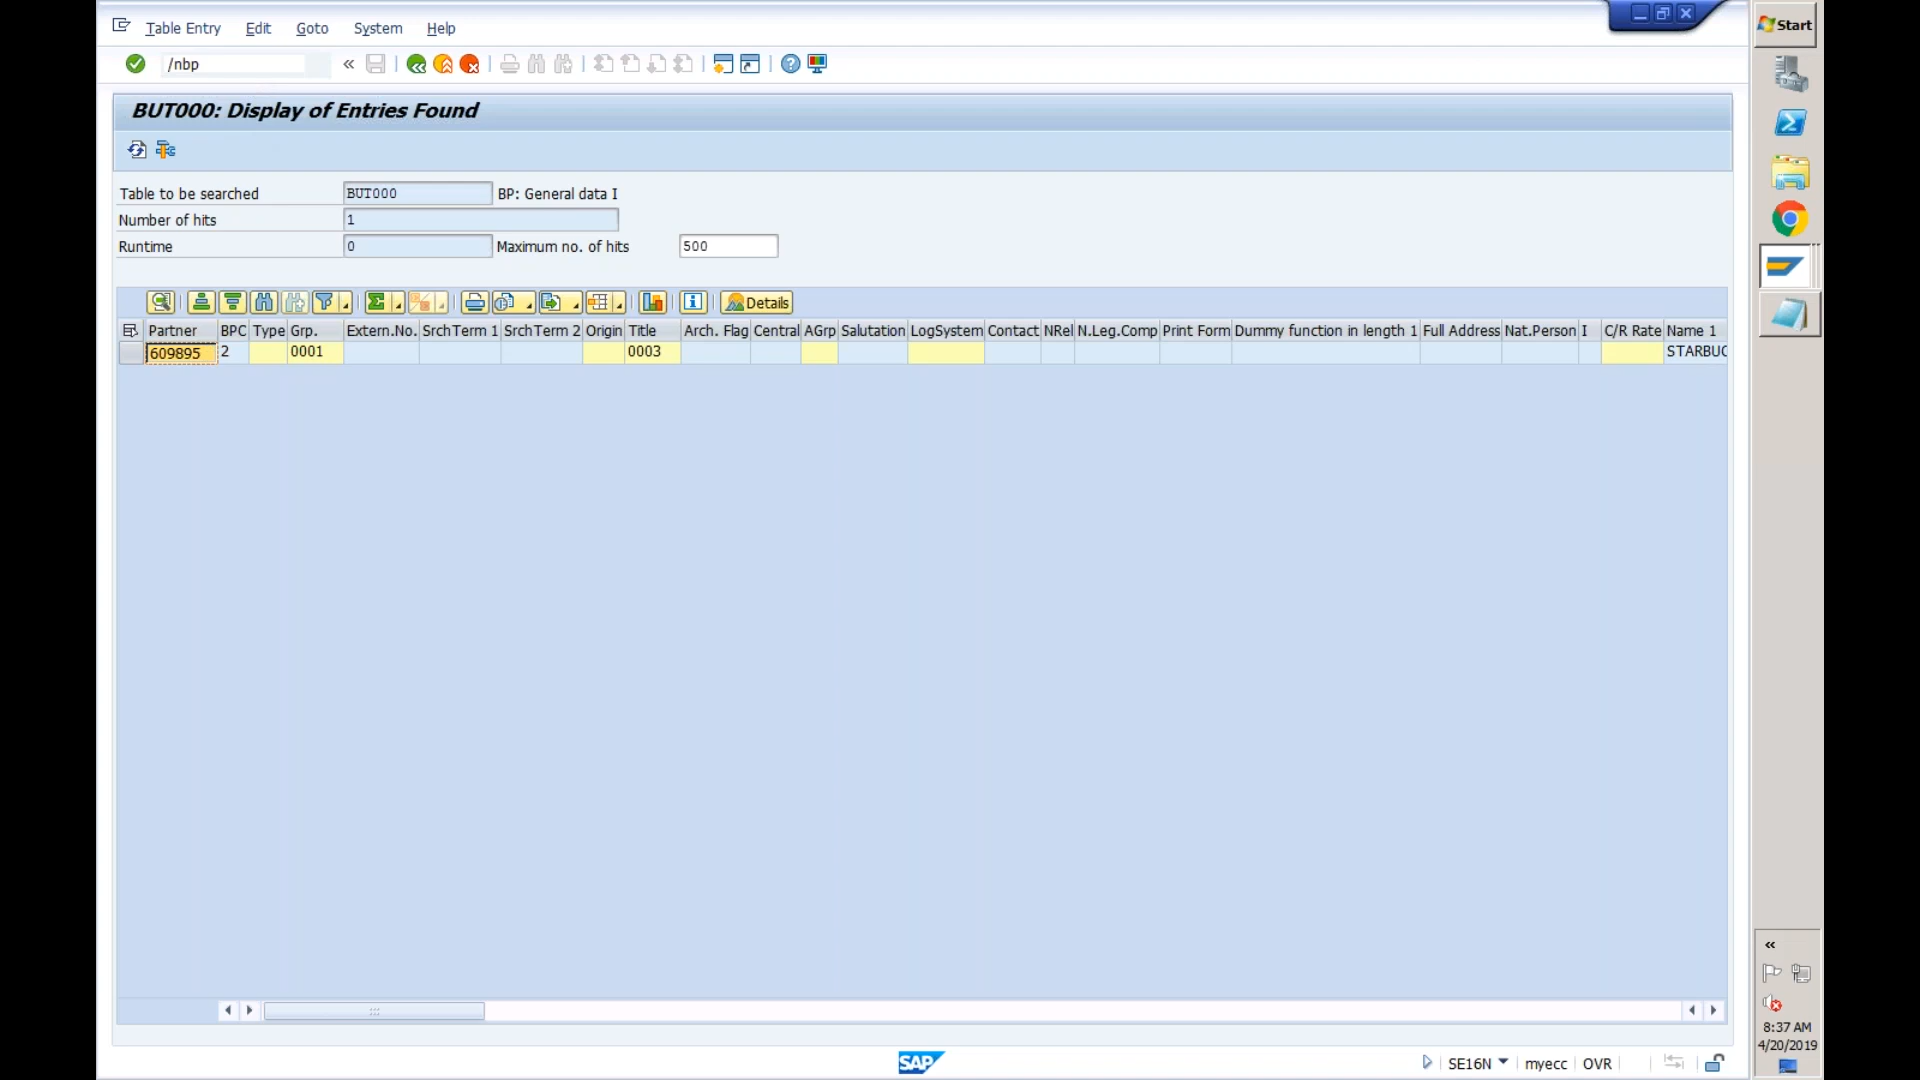 Table Entry Edit Goto System Help
/nbp «
BUT000: Display of Entries Found
Table to be searched BUT000 BP: General data I
Number of hits 1
Runtime 0 Maximum no. of hits 500
Details
Partner BPC Type Grp. Extern.No. SrchTerm 1 SrchTerm 2 Origin Title Arch. Flag Central AGrp Salutation LogSystem Contact NRel N.Leg.Comp Print Form Dummy function in length 1 Full Address Nat.Person I C/R Rate Name 1
609895 2 0001 0003 STARBUC
SAP SE16N myecc OVR
Start
«
8:37 AM
4/20/2019